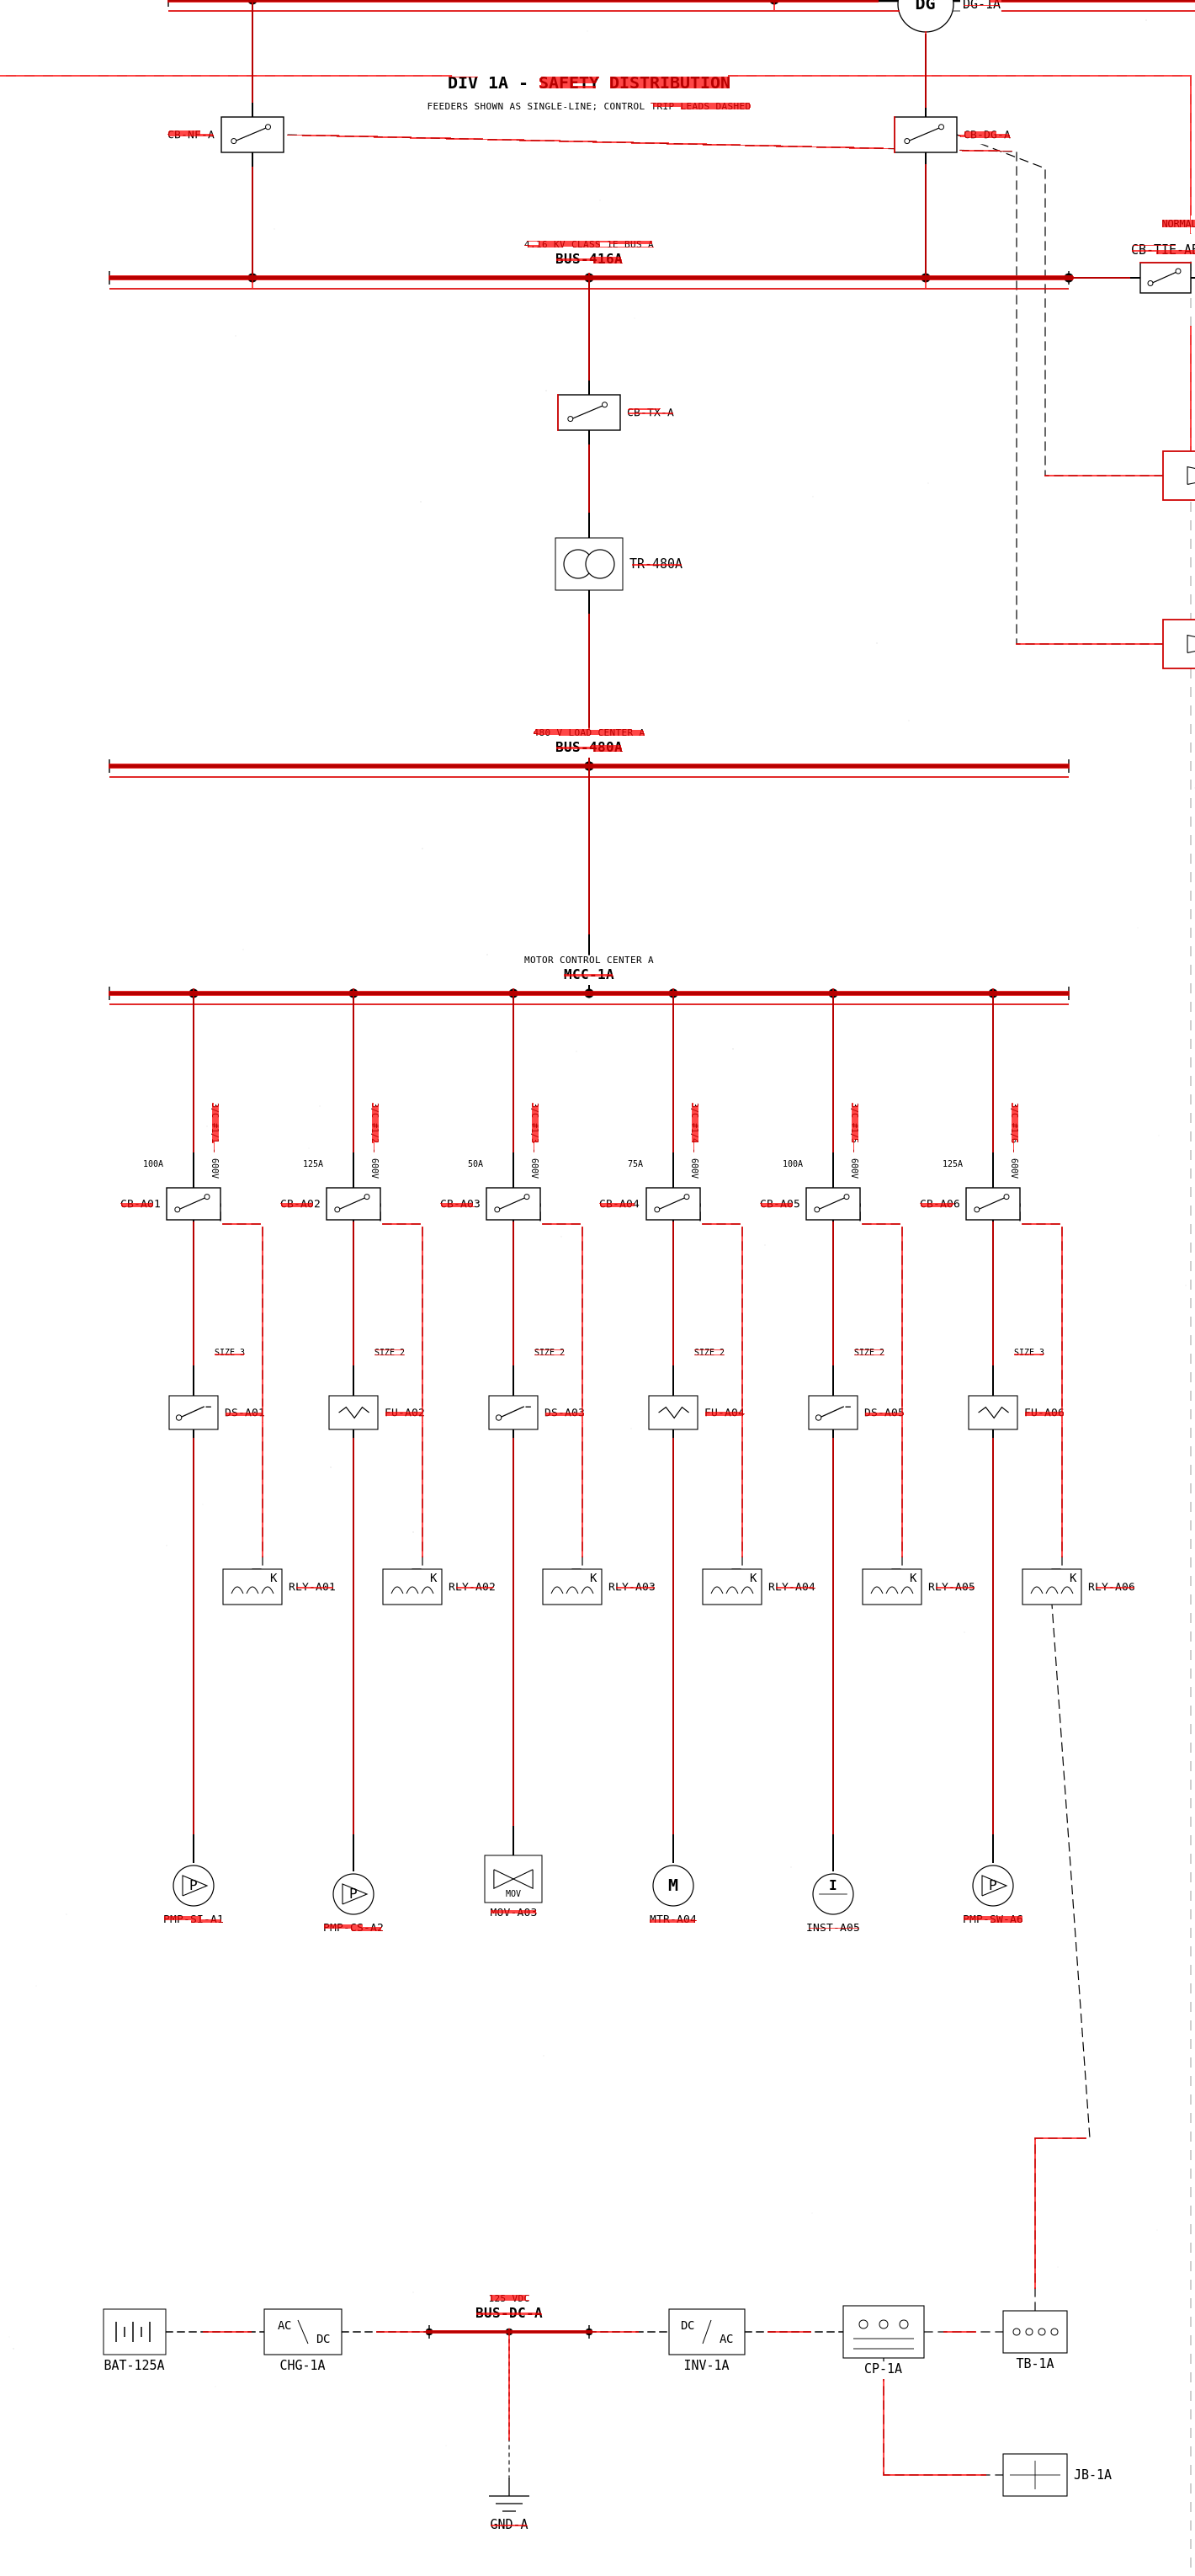 DG DG-1A
DIV 1A - SAFETY DISTRIBUTION
FEEDERS SHOWN AS SINGLE-LINE; CONTROL TRIP LEADS DASHED
CB-NF-A
CB-DG-A
NORMAL
4.16 KV CLASS 1E BUS A
CB-TIE-AB
BUS-416A
CB-TX-A
TR-480A
480 V LOAD CENTER A
BUS-480A
MOTOR CONTROL CENTER A
MCC-1A
100A 600V 125A 600V 50A 600V 75A 600V 100A 600V 125A 600V
CB-A01 CB-A02 CB-A03 CB-A04 CB-A05 CB-A06
SIZE 3 SIZE 2 SIZE 2 SIZE 2 SIZE 2 SIZE 3
DS-A01 FU-A02 DS-A03 FU-A04 DS-A05 FU-A06
K K K K K K
RLY-A01 RLY-A02 RLY-A03 RLY-A04 RLY-A05 RLY-A06
P P MOV M I P
PMP-SI-A1 PMP-CS-A2 MOV-A03 MTR-A04 INST-A05 PMP-SW-A6
125 VDC
BUS-DC-A
AC DC
DC AC
BAT-125A CHG-1A INV-1A CP-1A TB-1A
JB-1A
GND-A